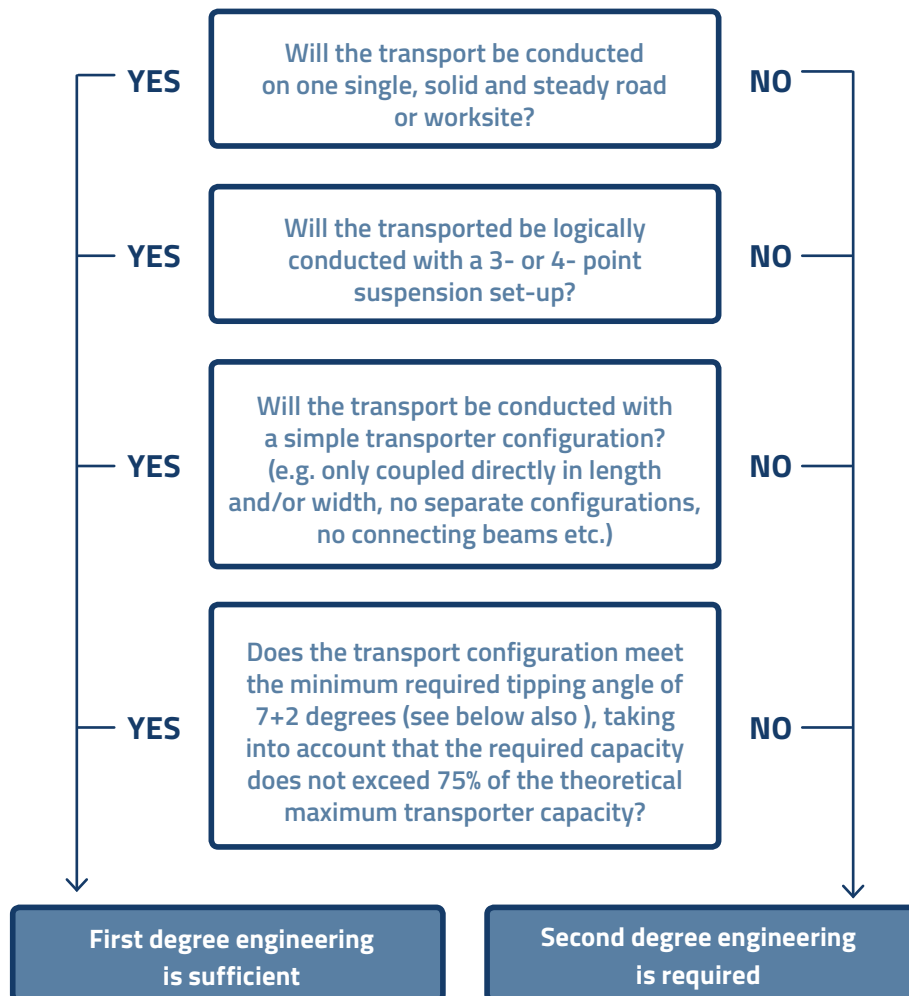 Will the transport be conducted
on one single, solid and steady road
or worksite?
YES
NO
Will the transported be logically
conducted with a 3- or 4- point
suspension set-up?
YES
NO
Will the transport be conducted with
a simple transporter configuration?
(e.g. only coupled directly in length
and/or width, no separate configurations,
no connecting beams etc.)
YES
NO
Does the transport configuration meet
the minimum required tipping angle of
7+2 degrees (see below also ), taking
into account that the required capacity
does not exceed 75% of the theoretical
maximum transporter capacity?
YES
NO
First degree engineering
is sufficient
Second degree engineering
is required